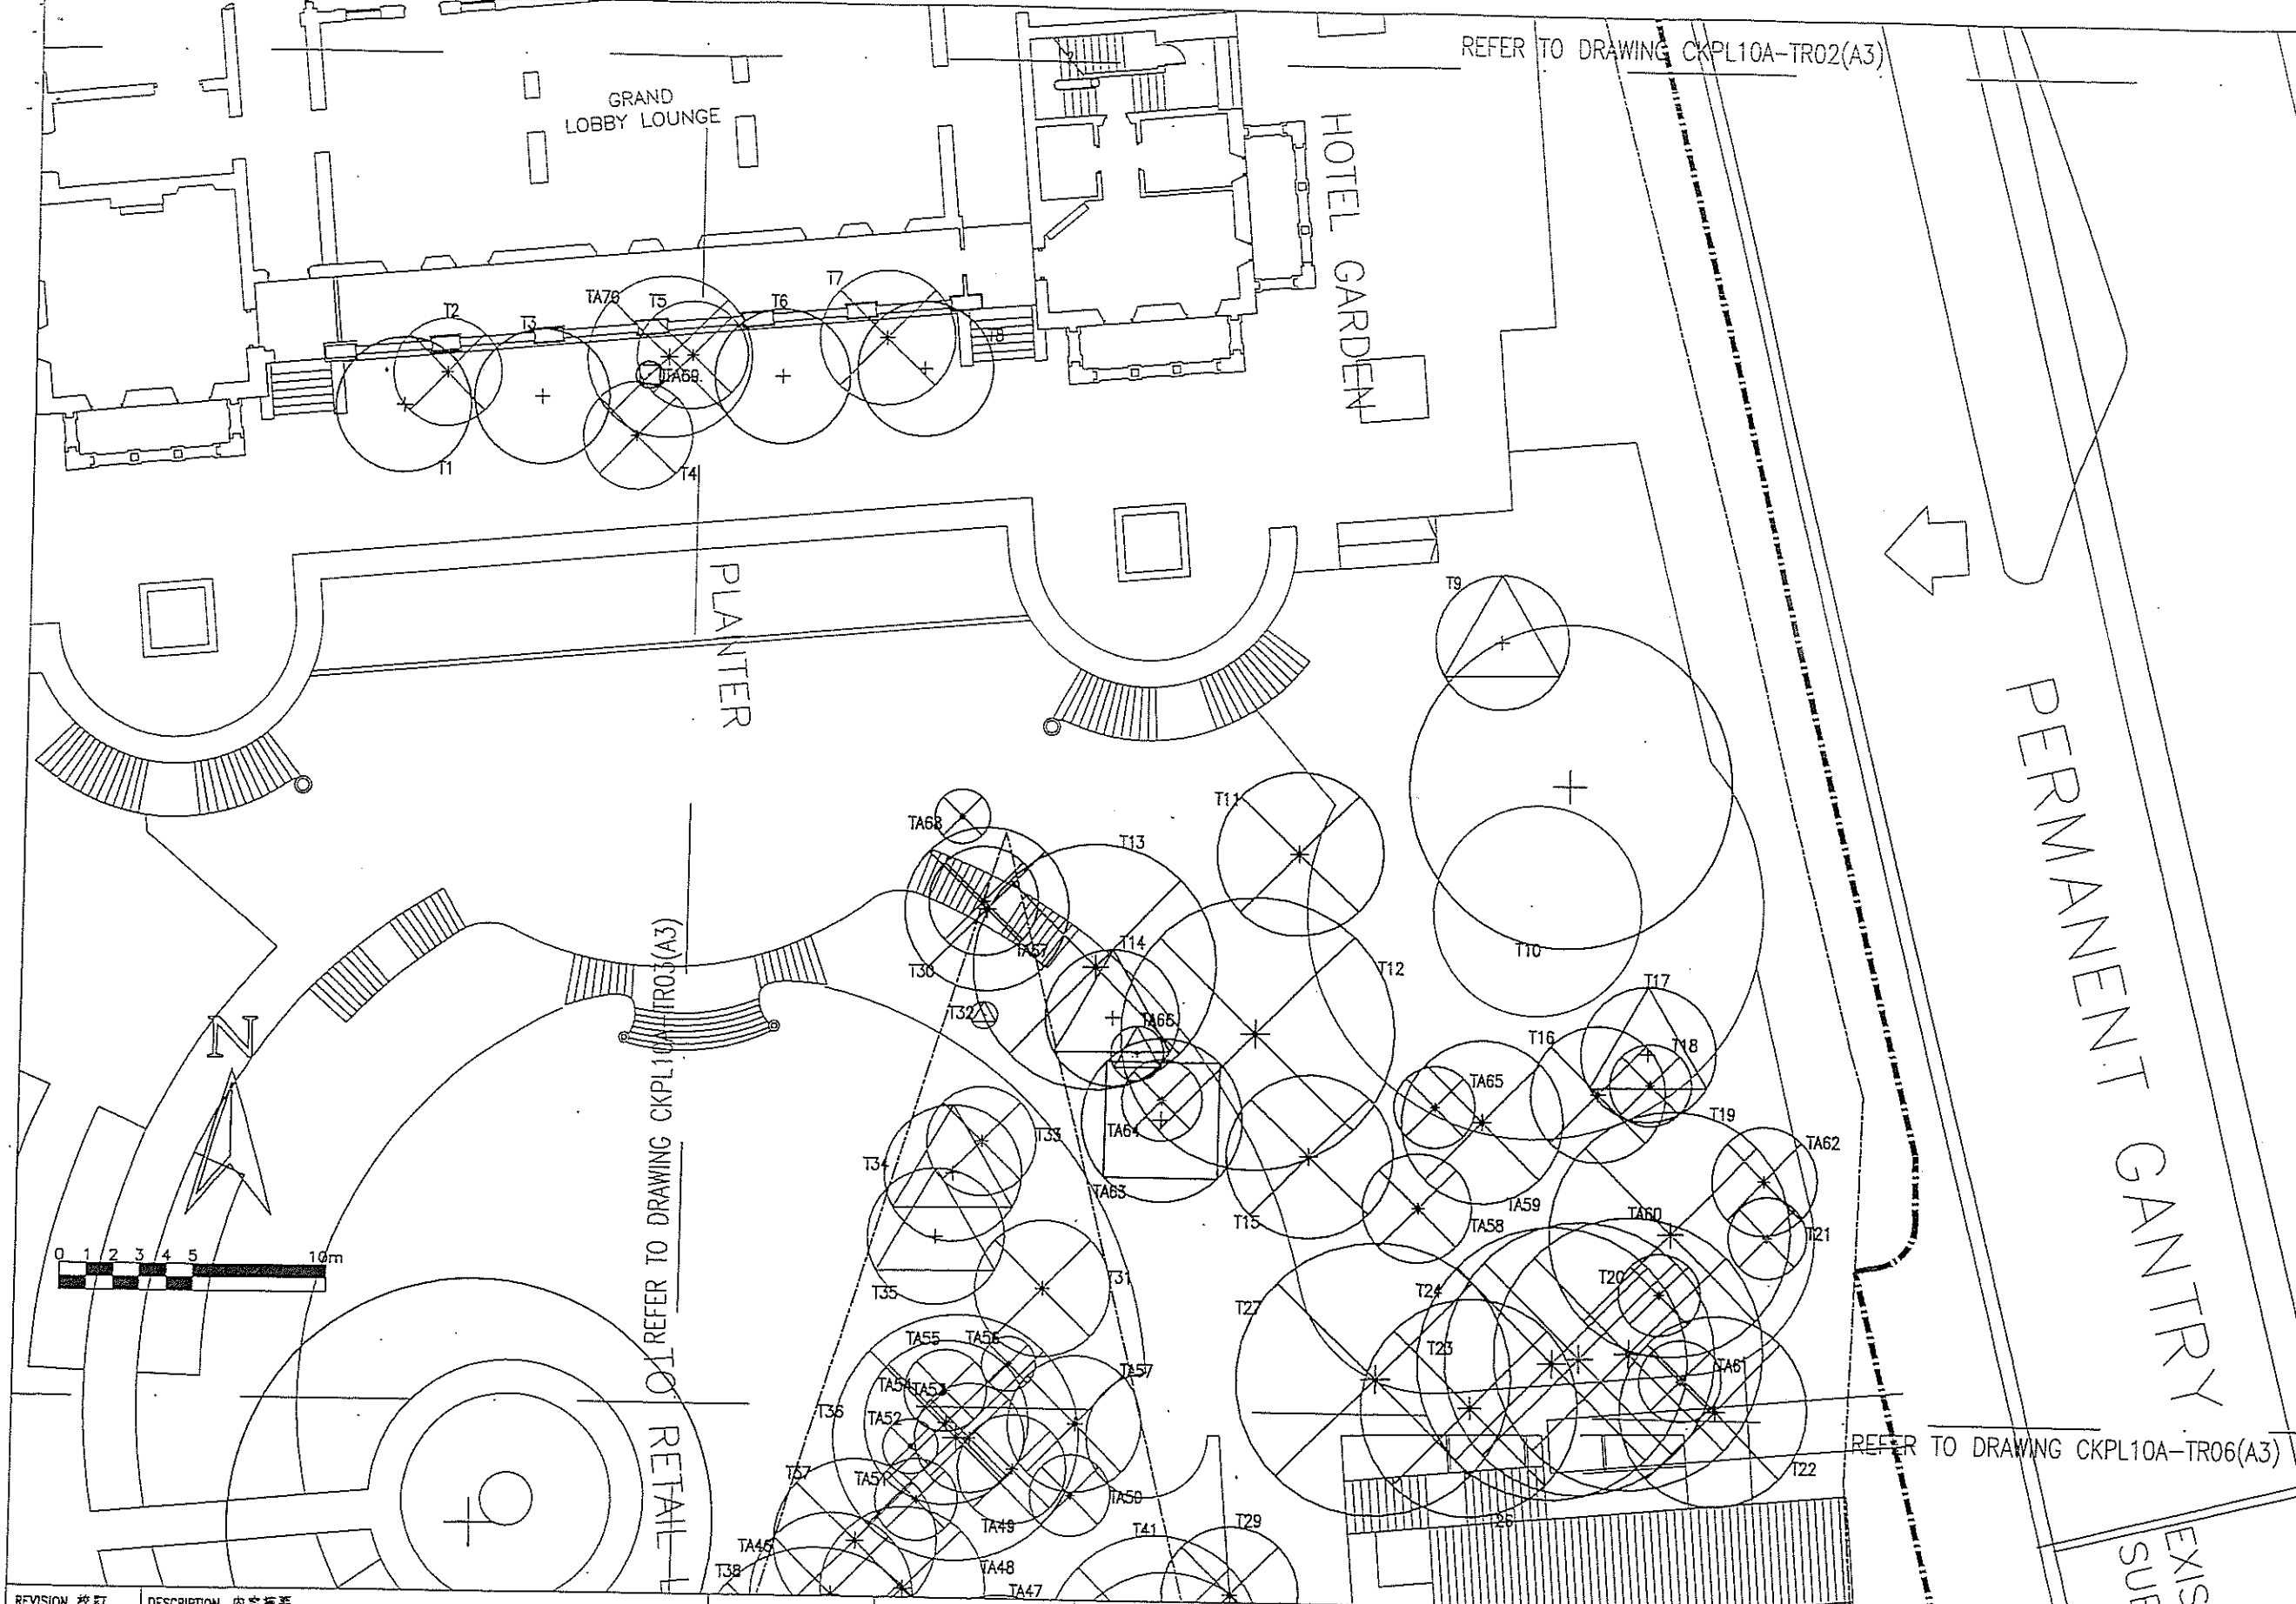 REFER TO DRAWING CKPL10A-TR02(A3)
GRAND
LOBBY LOUNGE
HOTEL GARDEN
TA70
T5
T6
T7
T2
T3
T8
TA69
T1
T4
PLANTER
T9
PERMANENT GANTRY
T11
TA68
T13
T14
T12
T10
T30
TA67
T17
T32
TA66
T16
T18
N
REFER TO DRAWING CKPL10A-TR03(A3)
TA65
T33
TA64
T19
TA62
T34
TA63
TA59
T15
TA58
TA60
T21
0 1 2 3 4 5 10m
T35
T31
T27
T24
T20
TA55
TA56
T23
TA57
TA61
TA54
TA53
T36
TA52
REFER TO DRAWING CKPL10A-TR06(A3)
TO RETAIL
T37
TA51
TA50
T22
TA49
T41
T29
T26
TA46
T38
TA48
TA47
EXIS
SUB
REVISION
DESCRIPTION